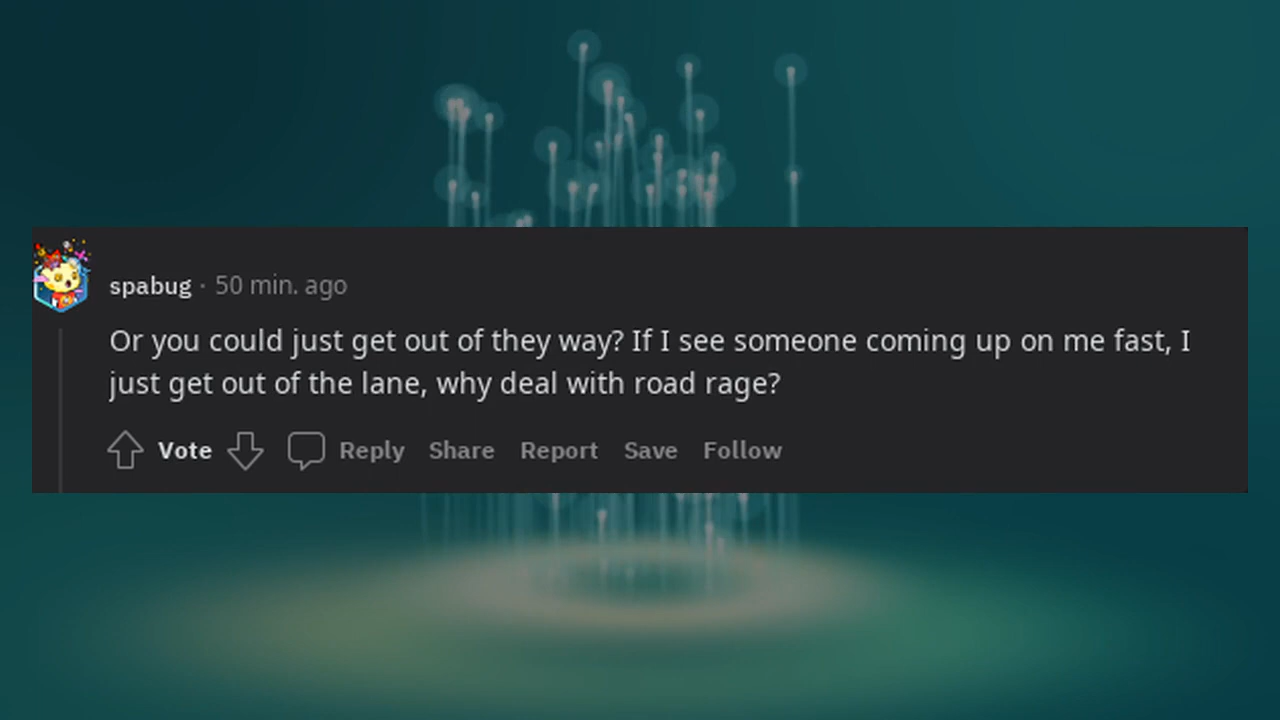 spabug · 50 min. ago
Or you could just get out of they way? If I see someone coming up on me fast, I
just get out of the lane, why deal with road rage?
Vote Reply Share Report Save Follow